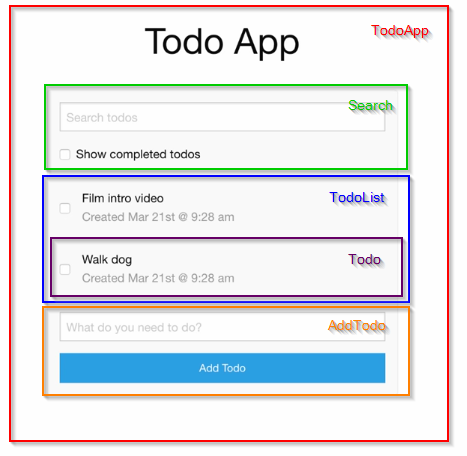 Todo App
TodoApp
Search
Search todos
Show completed todos
Film intro video
TodoList
Created Mar 21st @ 9:28 am
Walk dog
Todo
Created Mar 21st @ 9:28 am
What do you need to do?
AddTodo
Add Todo